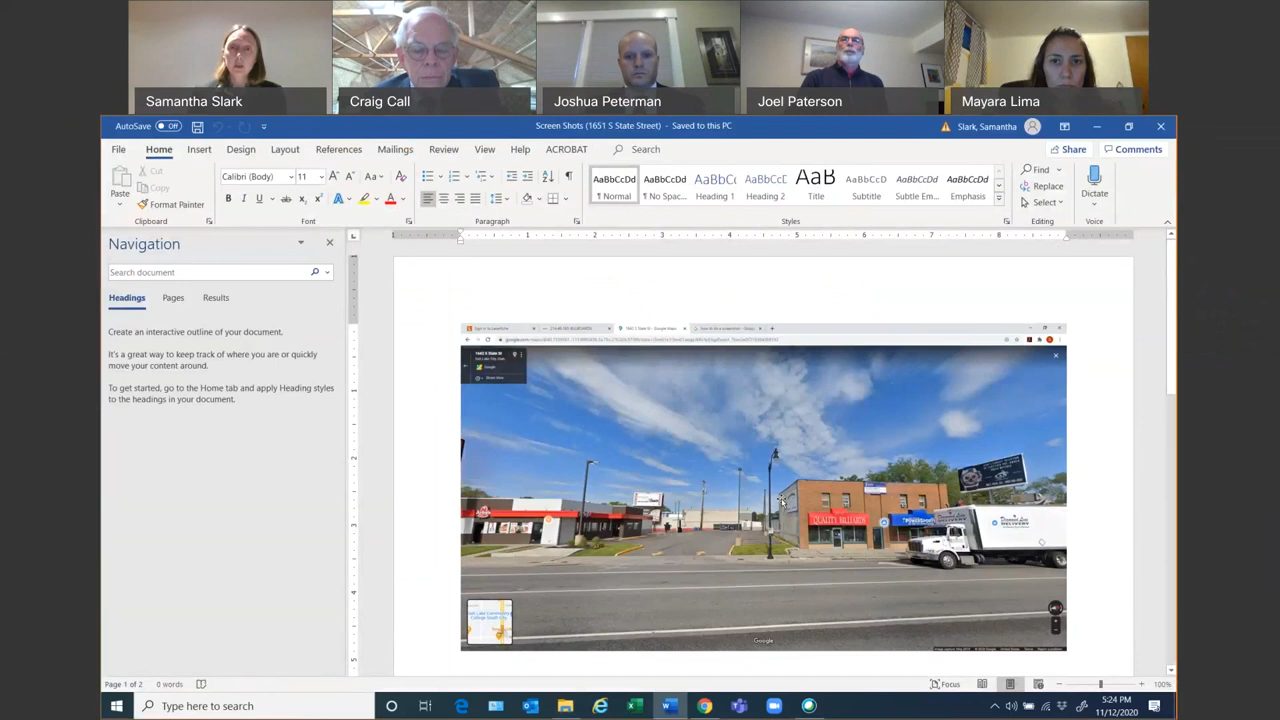 Samantha Slark
Craig Call
Joshua Peterman
Joel Paterson
Mayara Lima
AutoSave Off
Screen Shots (1651 S State Street) - Saved to this PC
Slark, Samantha
File Home Insert Design Layout References Mailings Review View Help ACROBAT Search
Share Comments
Paste
Cut
Copy
Format Painter
Clipboard
Calibri (Body) 11
Font
Paragraph
AaBbCcDd AaBbCcDd AaBbCc AaBbCcD AaB AaBbCcD AaBbCcDd AaBbCcDd
¶ Normal ¶ No Spac... Heading 1 Heading 2 Title Subtitle Subtle Em... Emphasis
Styles
Find
Replace
Select
Editing
Dictate
Voice
Navigation
Search document
Headings Pages Results
Create an interactive outline of your document.
It's a great way to keep track of where you are or quickly
move your content around.
To get started, go to the Home tab and apply Heading styles
to the headings in your document.
Google
Arctic
QUALITY BILLIARDS
DELIVERY
Google
Page 1 of 2 0 words
Focus
100%
Type here to search
5:24 PM
11/12/2020